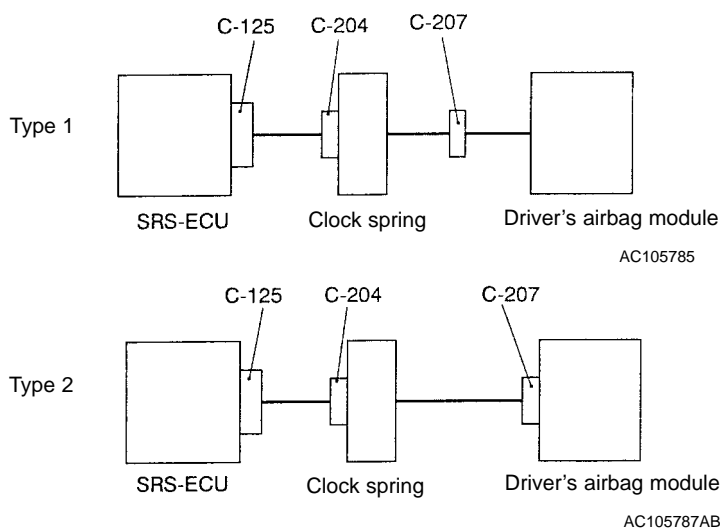 C-125 C-204 C-207
Type 1
SRS-ECU Clock spring Driver's airbag module
AC105785
C-125 C-204 C-207
Type 2
SRS-ECU Clock spring Driver's airbag module
AC105787AB